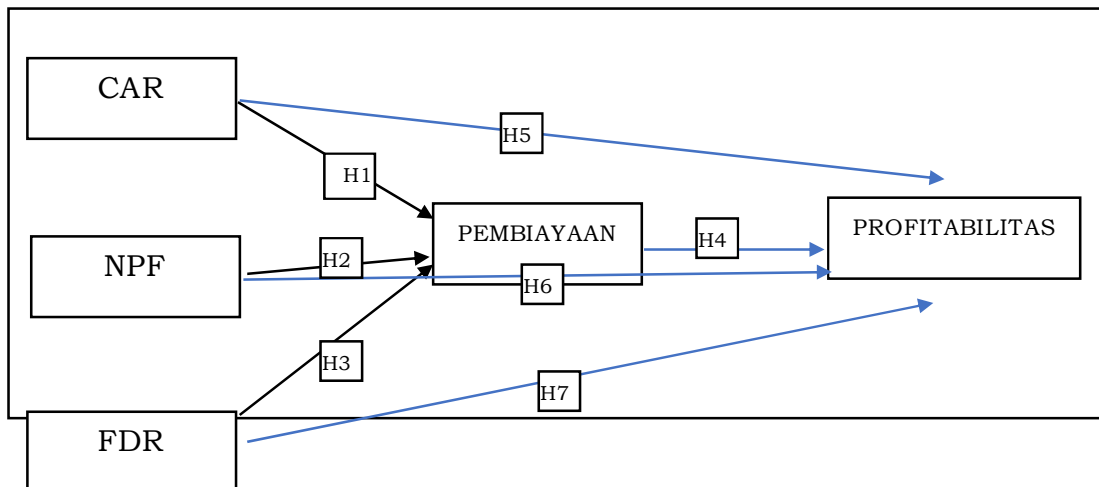 CAR
H5
H1
PEMBIAYAAN
PROFITABILITAS
H4
NPF
H2
H6
H3
H7
FDR